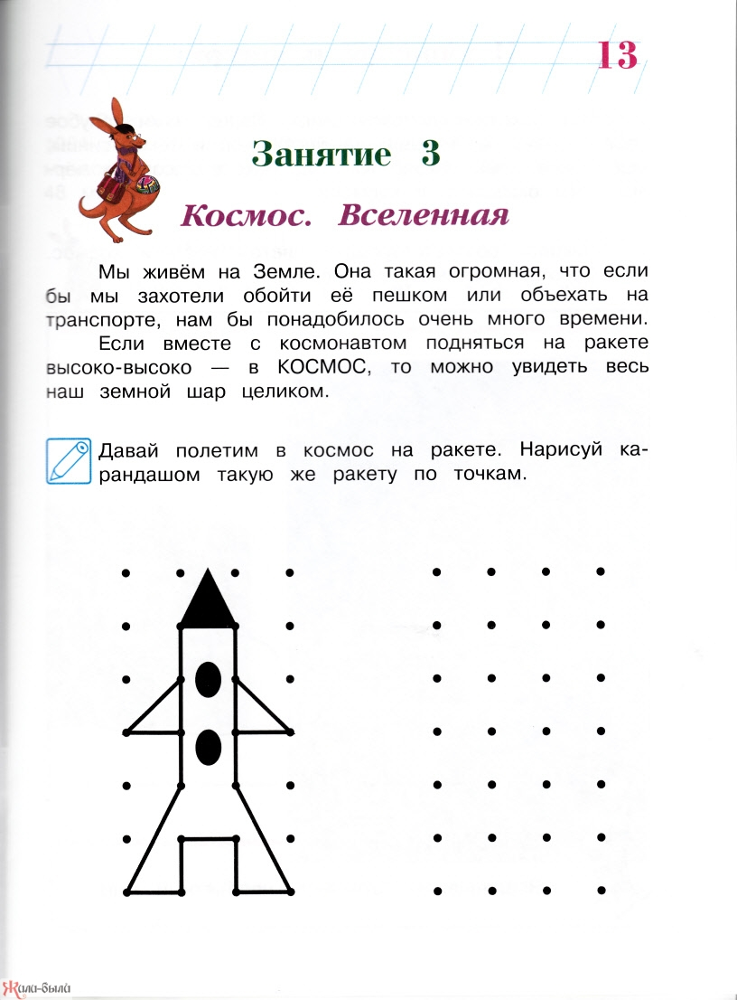 13
Занятие 3
Космос. Вселенная
Мы живём на Земле. Она такая огромная, что если
бы мы захотели обойти её пешком или объехать на
транспорте, нам бы понадобилось очень много времени.
Если вместе с космонавтом подняться на ракете
высоко-высоко — в КОСМОС, то можно увидеть весь
наш земной шар целиком.
Давай полетим в космос на ракете. Нарисуй ка-
рандашом такую же ракету по точкам.
Жили-были